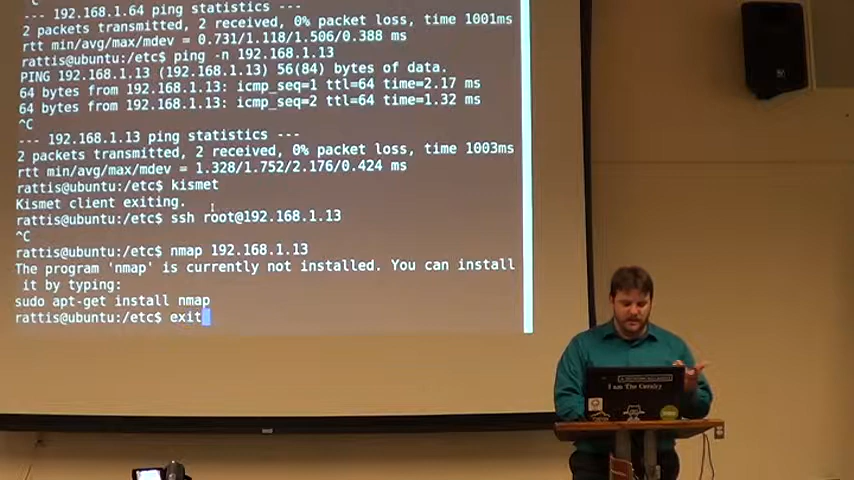 ^C
--- 192.168.1.64 ping statistics ---
2 packets transmitted, 2 received, 0% packet loss, time 1001ms
rtt min/avg/max/mdev = 0.731/1.118/1.506/0.388 ms
rattis@ubuntu:/etc$ ping -n 192.168.1.13
PING 192.168.1.13 (192.168.1.13) 56(84) bytes of data.
64 bytes from 192.168.1.13: icmp_seq=1 ttl=64 time=2.17 ms
64 bytes from 192.168.1.13: icmp_seq=2 ttl=64 time=1.32 ms
^C
--- 192.168.1.13 ping statistics ---
2 packets transmitted, 2 received, 0% packet loss, time 1003ms
rtt min/avg/max/mdev = 1.328/1.752/2.176/0.424 ms
rattis@ubuntu:/etc$ kismet
Kismet client exiting.
rattis@ubuntu:/etc$ ssh root@192.168.1.13
^C
rattis@ubuntu:/etc$ nmap 192.168.1.13
The program 'nmap' is currently not installed. You can install
it by typing:
sudo apt-get install nmap
rattis@ubuntu:/etc$ exit
I am The Cavalry